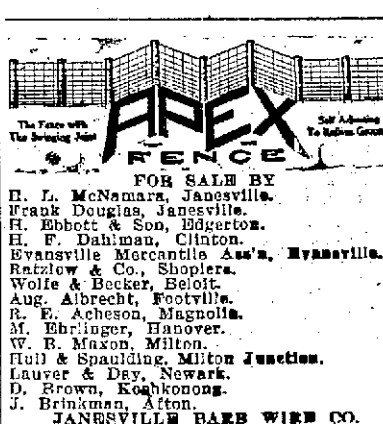 The Fence with
The Swinging Joint
Self Adjusting
To
APEX
FENCE
FOR SALE BY
E. L. McNamara, Janesville.
Frank Douglas, Janesville.
H. Ebbott & Son, Edgerton.
H. F. Dahlman, Clinton.
Evansville Mercantile Ass'n, Evansville.
Ratzlow & Co., Shopiere.
Wolfe & Becker, Beloit.
Aug. Albrecht, Footville.
R. E. Acheson, Magnolia.
M. Ehrlinger, Hanover.
W. B. Maxon, Milton.
Hull & Spaulding, Milton Junction.
Lauver & Day, Newark.
D. Brown, Koshkonong.
J. Brinkman, Afton.
JANESVILLE BARB WIRE CO.